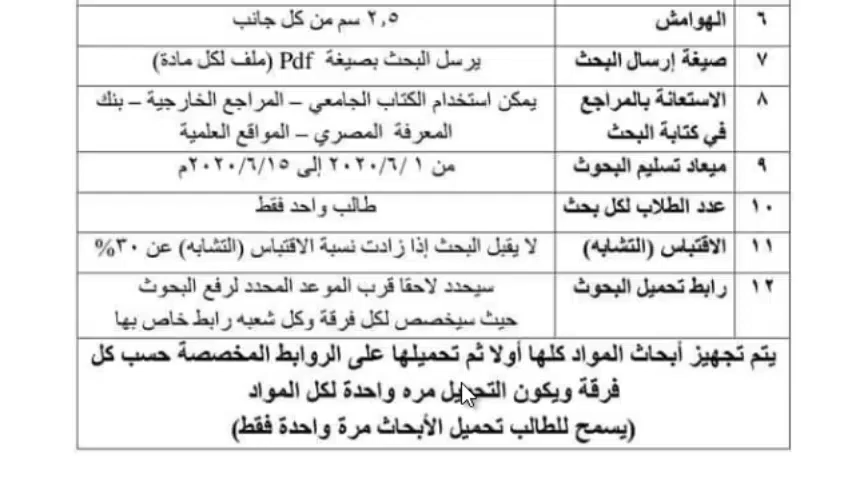 ٦ الهوامش ٢,٥ سم من كل جانب
٧ صيغة إرسال البحث يرسل البحث بصيغة Pdf (ملف لكل مادة)
٨ الاستعانة بالمراجع يمكن استخدام الكتاب الجامعي – المراجع الخارجية – بنك
في كتابة البحث المعرفة المصري – المواقع العلمية
٩ ميعاد تسليم البحوث من ٢٠٢٠/٦/١ إلى ٢٠٢٠/٦/١٥م
١٠ عدد الطلاب لكل بحث طالب واحد فقط
١١ الاقتباس (التشابه) لا يقبل البحث إذا زادت نسبة الاقتباس (التشابه) عن ٣٠%
١٢ رابط تحميل البحوث سيحدد لاحقا قرب الموعد المحدد لرفع البحوث
حيث سيخصص لكل فرقة وكل شعبه رابط خاص بها
يتم تجهيز أبحاث المواد كلها أولا ثم تحميلها على الروابط المخصصة حسب كل
فرقة ويكون التحميل مره واحدة لكل المواد
(يسمح للطالب تحميل الأبحاث مرة واحدة فقط)